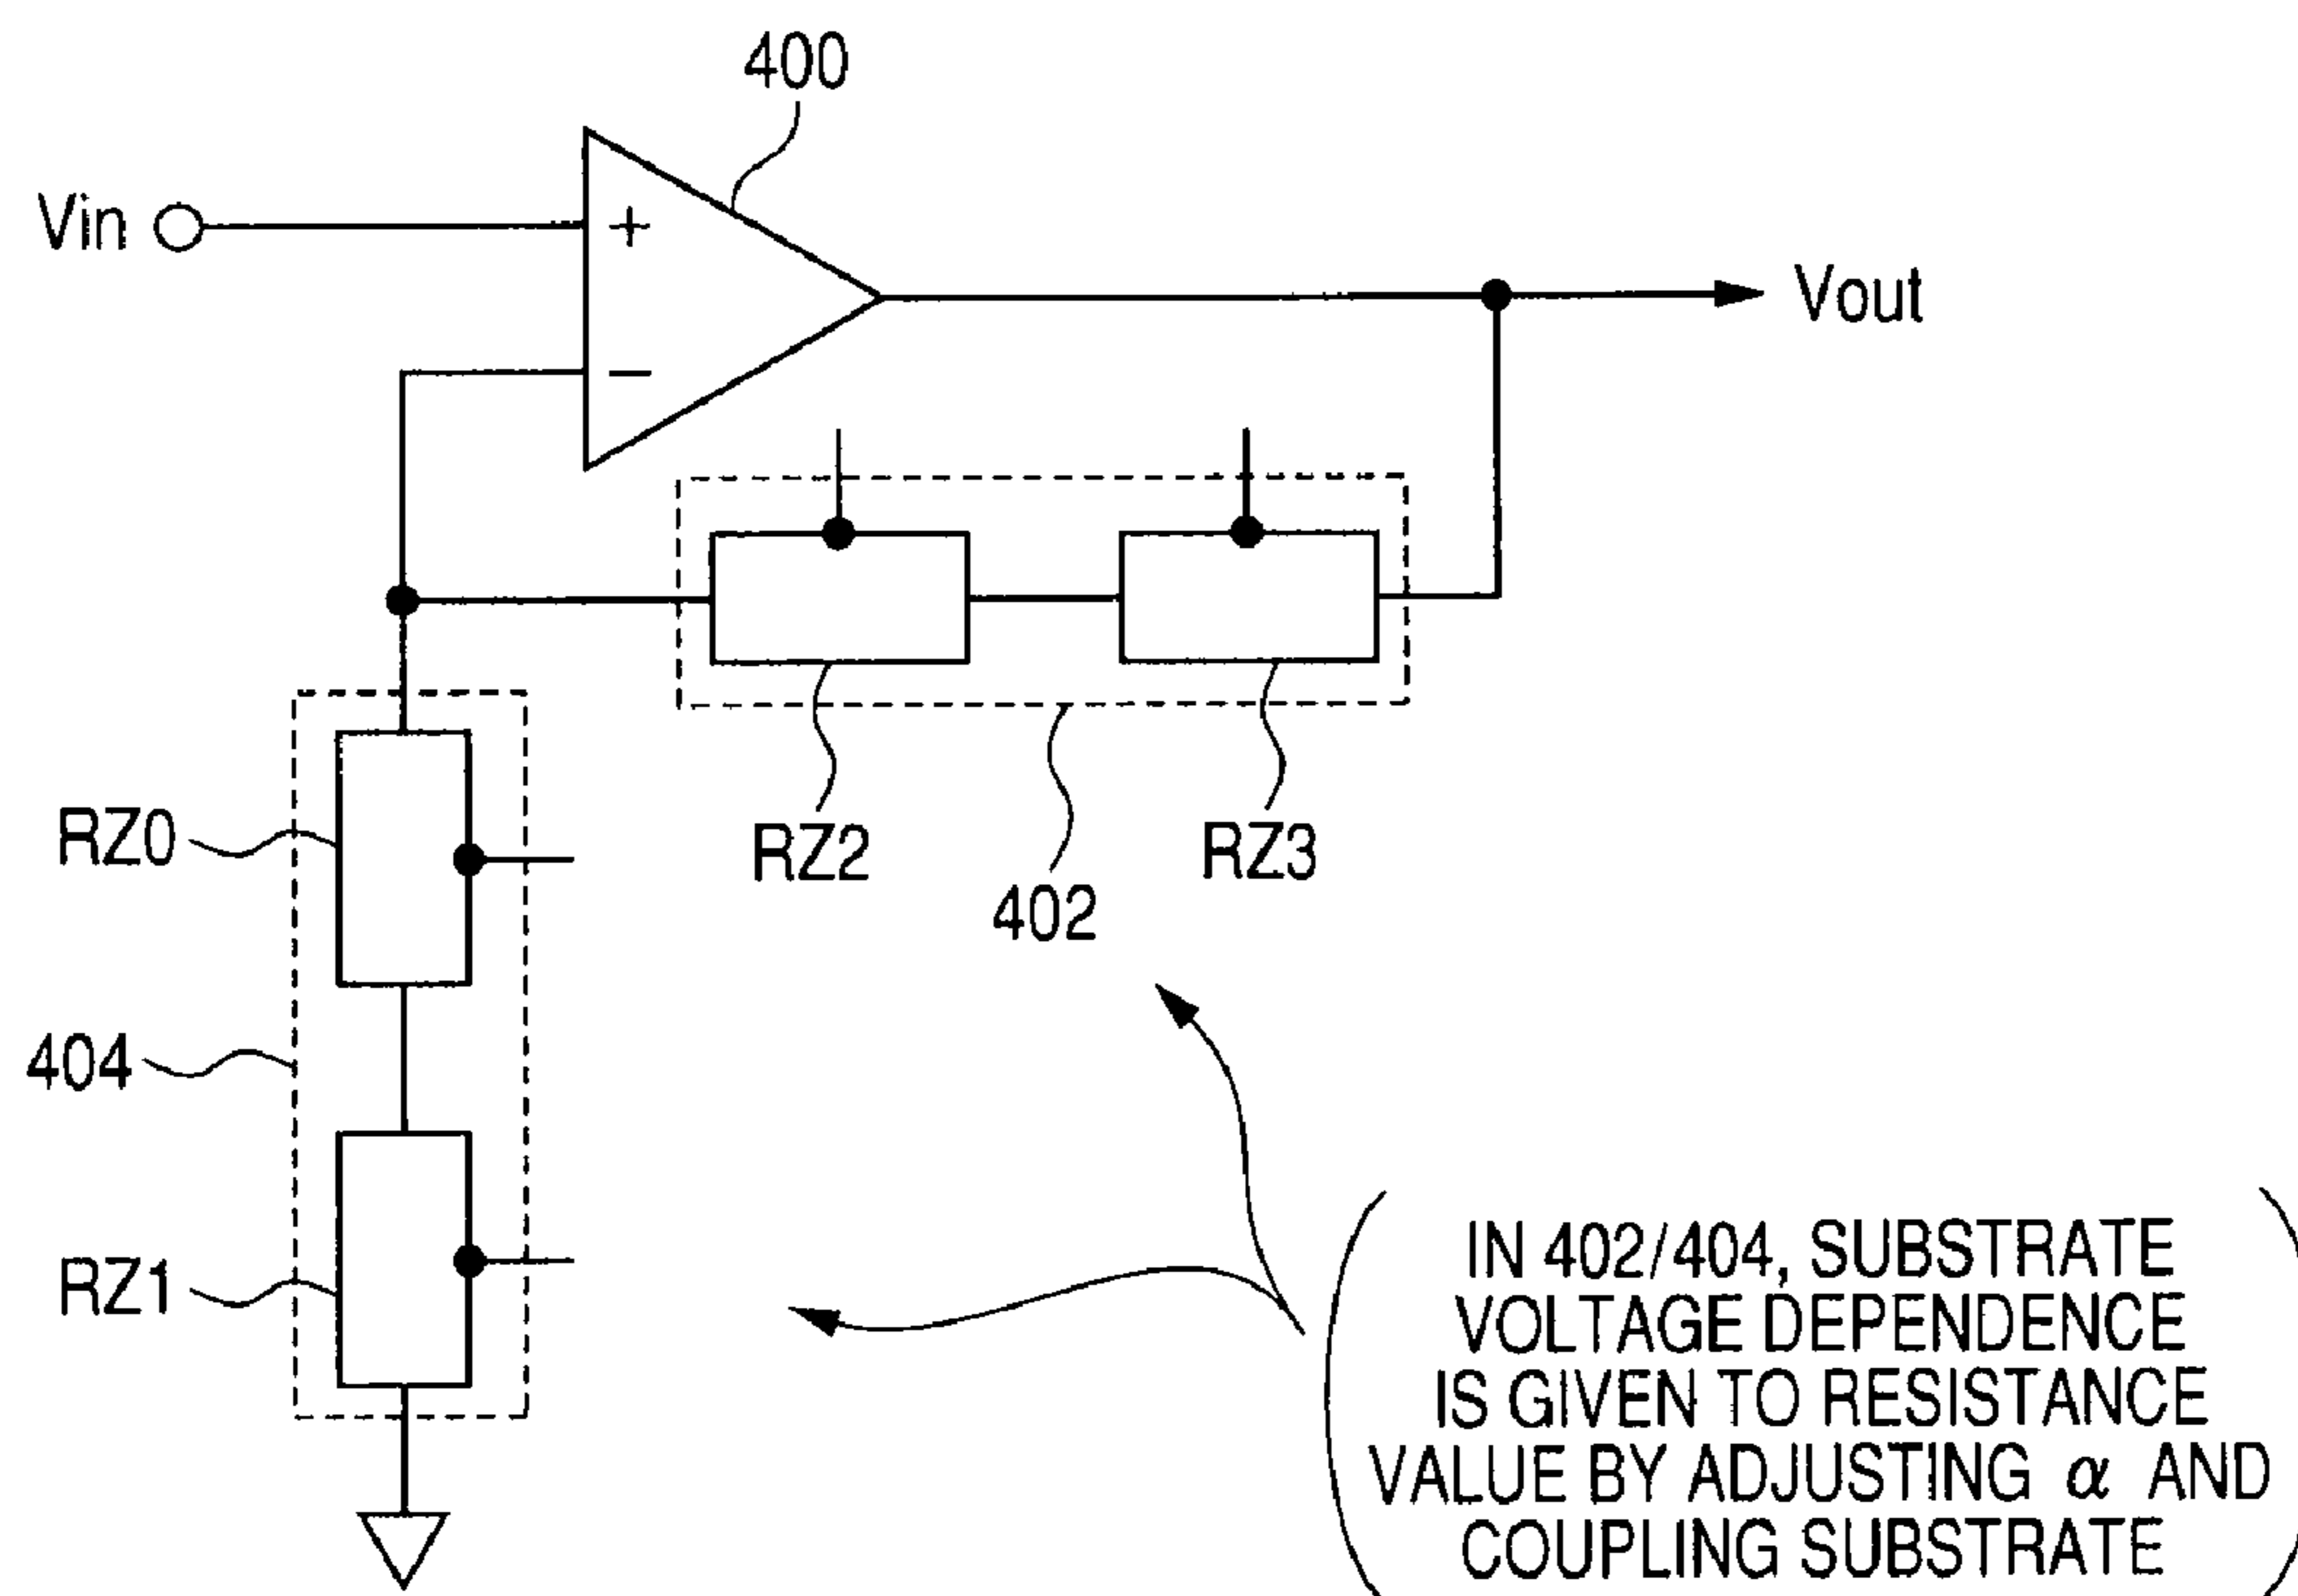 400
Vin
+
Vout
−
RZ0
RZ2
RZ3
402
404
RZ1
IN 402/404, SUBSTRATE
VOLTAGE DEPENDENCE
IS GIVEN TO RESISTANCE
VALUE BY ADJUSTING α AND
COUPLING SUBSTRATE